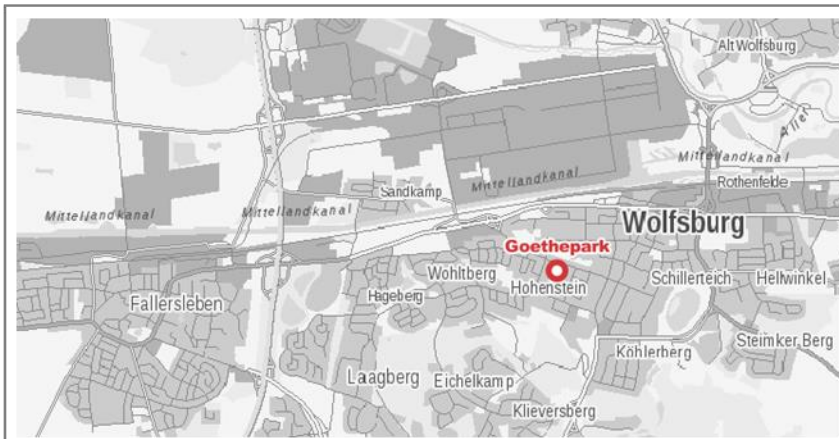 Alt Wolfsburg
Aller
Mittellandkanal
Rothenfelde
Sandkamp
Mittellandkanal
Mittellandkanal
Mittellandkanal
Wolfsburg
Goethepark
Wohltberg
Schillerteich
Hellwinkel
Hohenstein
Hageberg
Fallersleben
Steimker Berg
Köhlerberg
Laagberg
Eichelkamp
Klieversberg